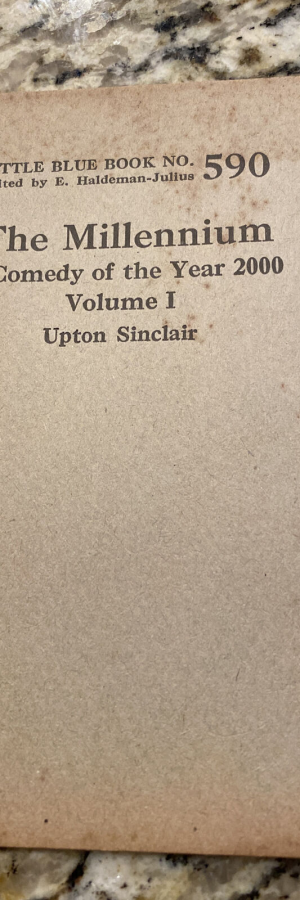 TTLE BLUE BOOK NO. 590
ited by E. Haldeman-Julius
The Millennium
Comedy of the Year 2000
Volume I
Upton Sinclair